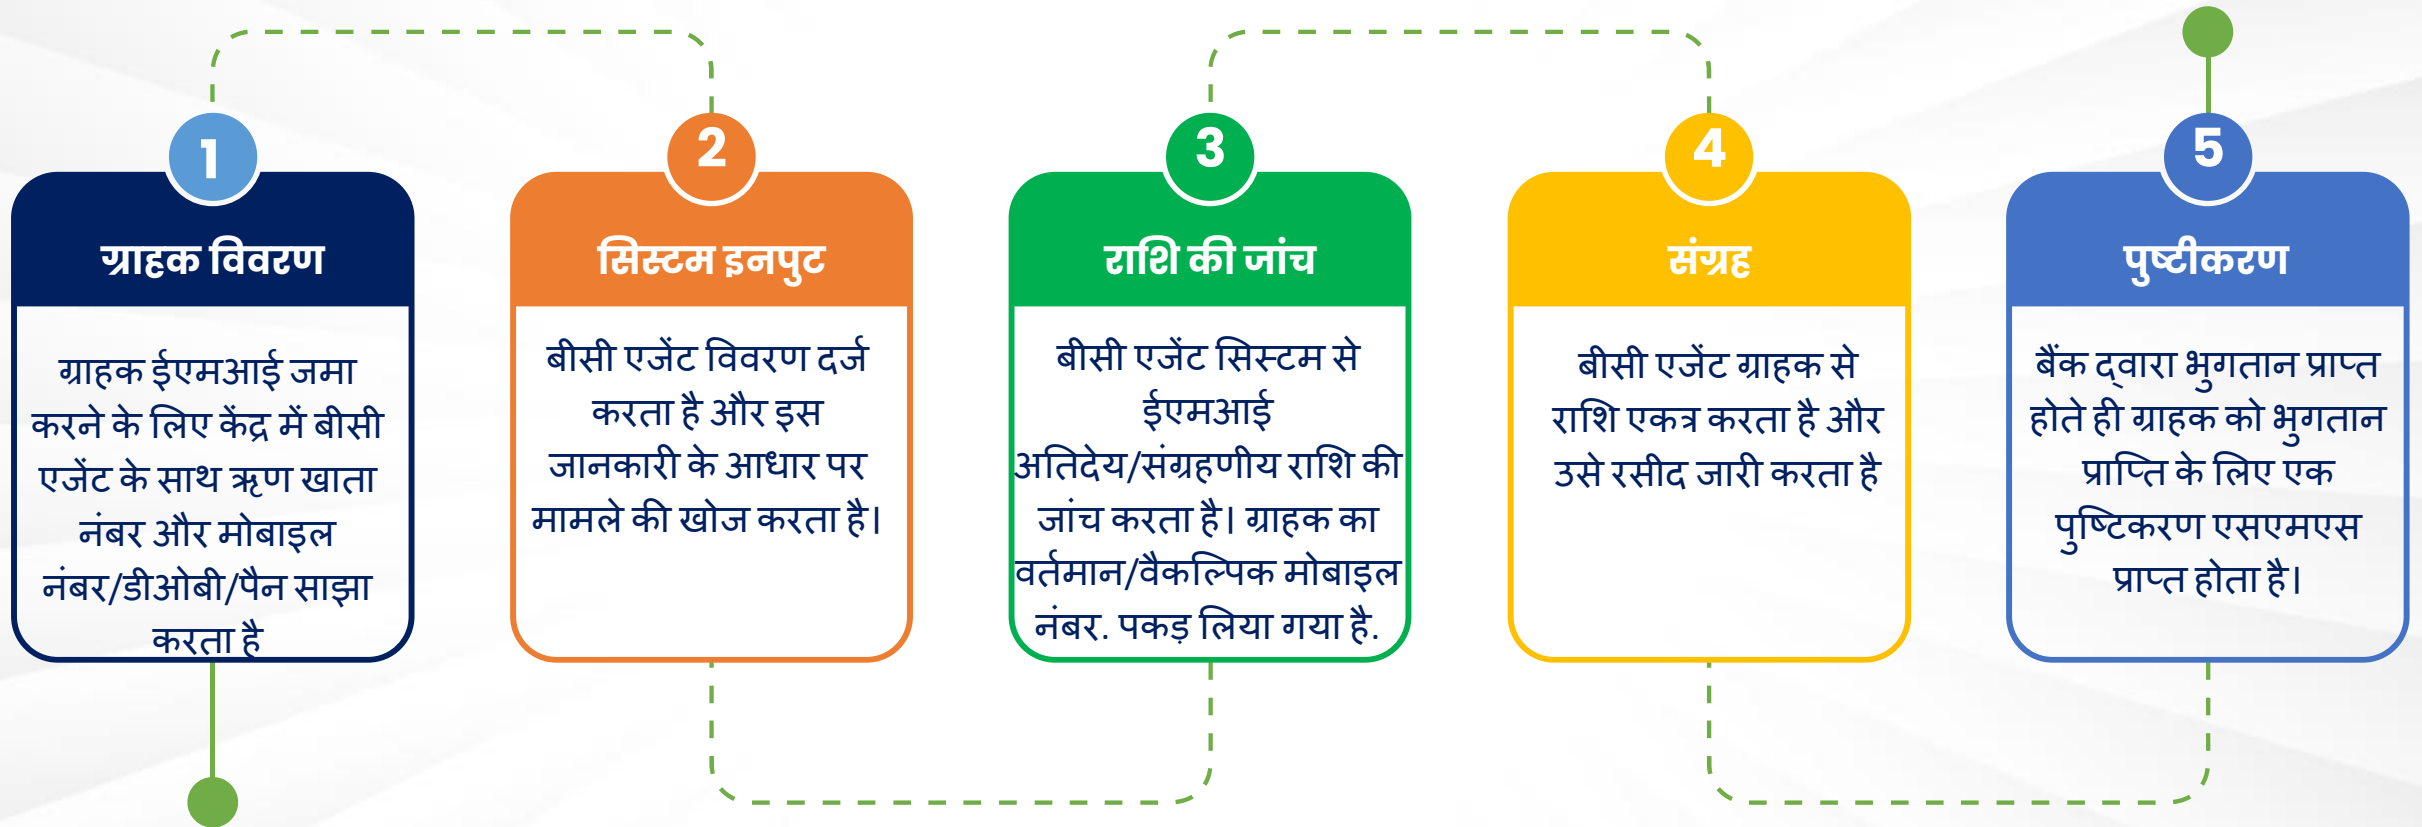 1
ग्राहक विवरण
ग्राहक ईएमआई जमा
करने के लिए केंद्र में बीसी
एजेंट के साथ ऋण खाता
नंबर और मोबाइल
नंबर/डीओबी/पैन साझा
करता है
2
सिस्टम इनपुट
बीसी एजेंट विवरण दर्ज
करता है और इस
जानकारी के आधार पर
मामले की खोज करता है।
3
राशि की जांच
बीसी एजेंट सिस्टम से
ईएमआई
अतिदेय/संग्रहणीय राशि की
जांच करता है। ग्राहक का
वर्तमान/वैकल्पिक मोबाइल
नंबर. पकड़ लिया गया है.
4
संग्रह
बीसी एजेंट ग्राहक से
राशि एकत्र करता है और
उसे रसीद जारी करता है
5
पुष्टीकरण
बैंक द्वारा भुगतान प्राप्त
होते ही ग्राहक को भुगतान
प्राप्ति के लिए एक
पुष्टिकरण एसएमएस
प्राप्त होता है।